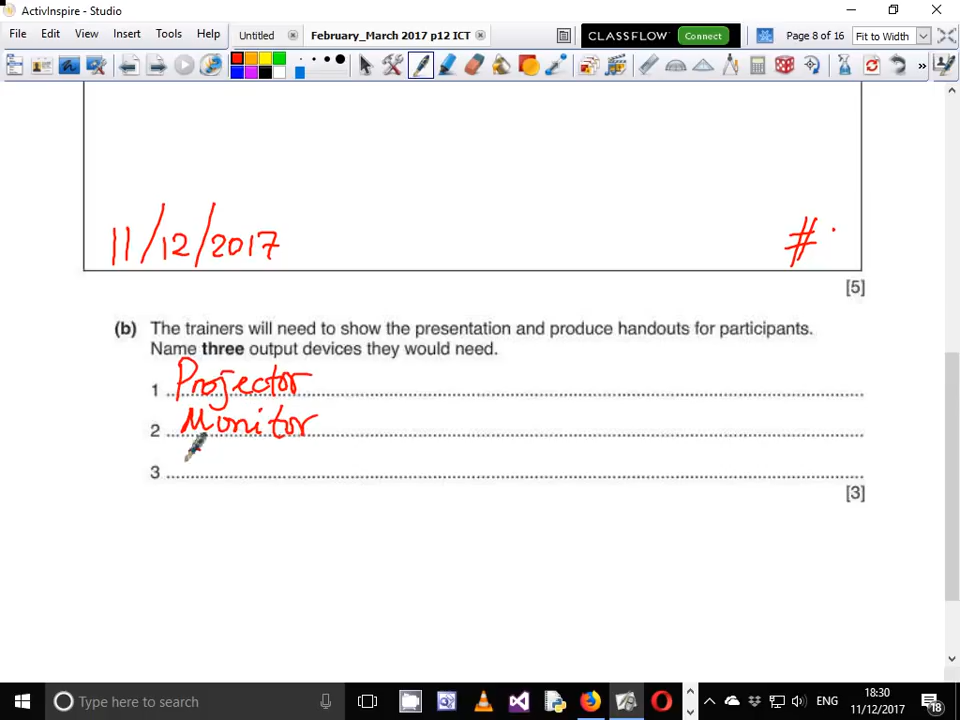 ActivInspire - Studio
File Edit View Insert Tools Help Untitled February_March 2017 p12 ICT CLASSFLOW Connect Page 8 of 16 Fit to Width
11/12/2017 #
[5]
(b) The trainers will need to show the presentation and produce handouts for participants.
Name three output devices they would need.
1 Projector
2 Monitor
3
[3]
Type here to search ENG 18:30
11/12/2017 18